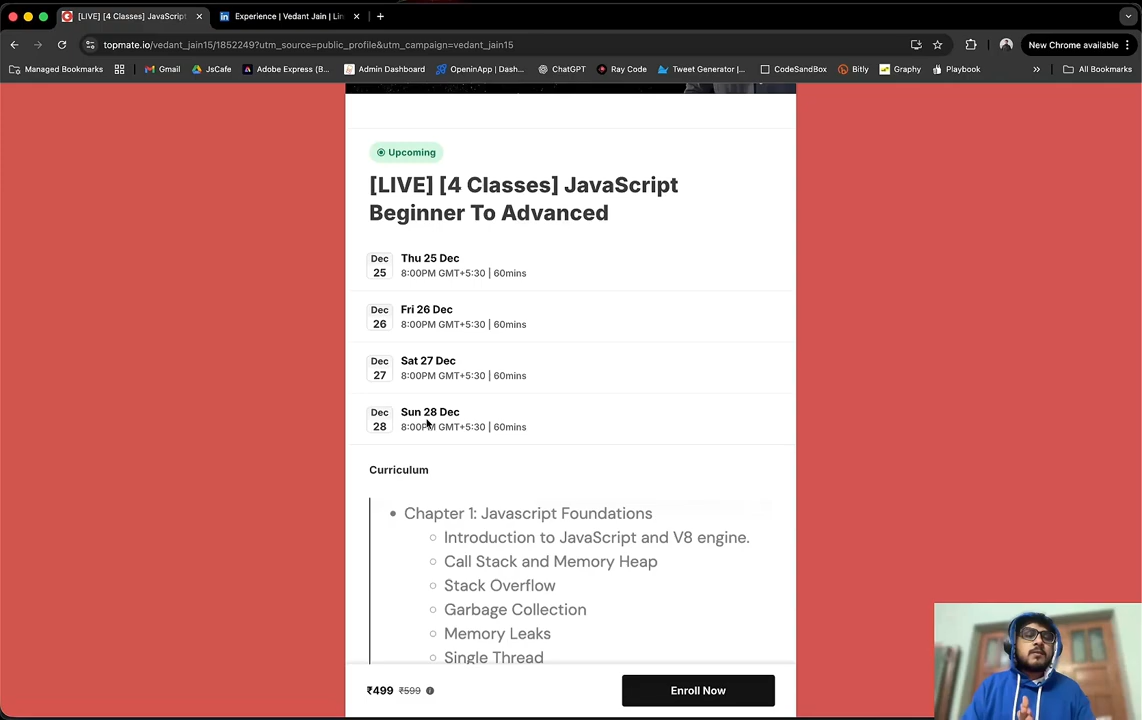 [LIVE] [4 Classes] JavaScript
Experience | Vedant Jain | Lin
topmate.io/vedant_jain15/1852249?utm_source=public_profile&utm_campaign=vedant_jain15
New Chrome available
Managed Bookmarks
Gmail
JsCafe
Adobe Express (B...
Admin Dashboard
OpeninApp | Dash...
ChatGPT
Ray Code
Tweet Generator |...
CodeSandBox
Bitly
Graphy
Playbook
All Bookmarks
Upcoming
[LIVE] [4 Classes] JavaScript
Beginner To Advanced
Dec
25
Thu 25 Dec
8:00PM GMT+5:30 | 60mins
Dec
26
Fri 26 Dec
8:00PM GMT+5:30 | 60mins
Dec
27
Sat 27 Dec
8:00PM GMT+5:30 | 60mins
Dec
28
Sun 28 Dec
8:00PM GMT+5:30 | 60mins
Curriculum
Chapter 1: Javascript Foundations
Introduction to JavaScript and V8 engine.
Call Stack and Memory Heap
Stack Overflow
Garbage Collection
Memory Leaks
Single Thread
₹499 ₹599
Enroll Now